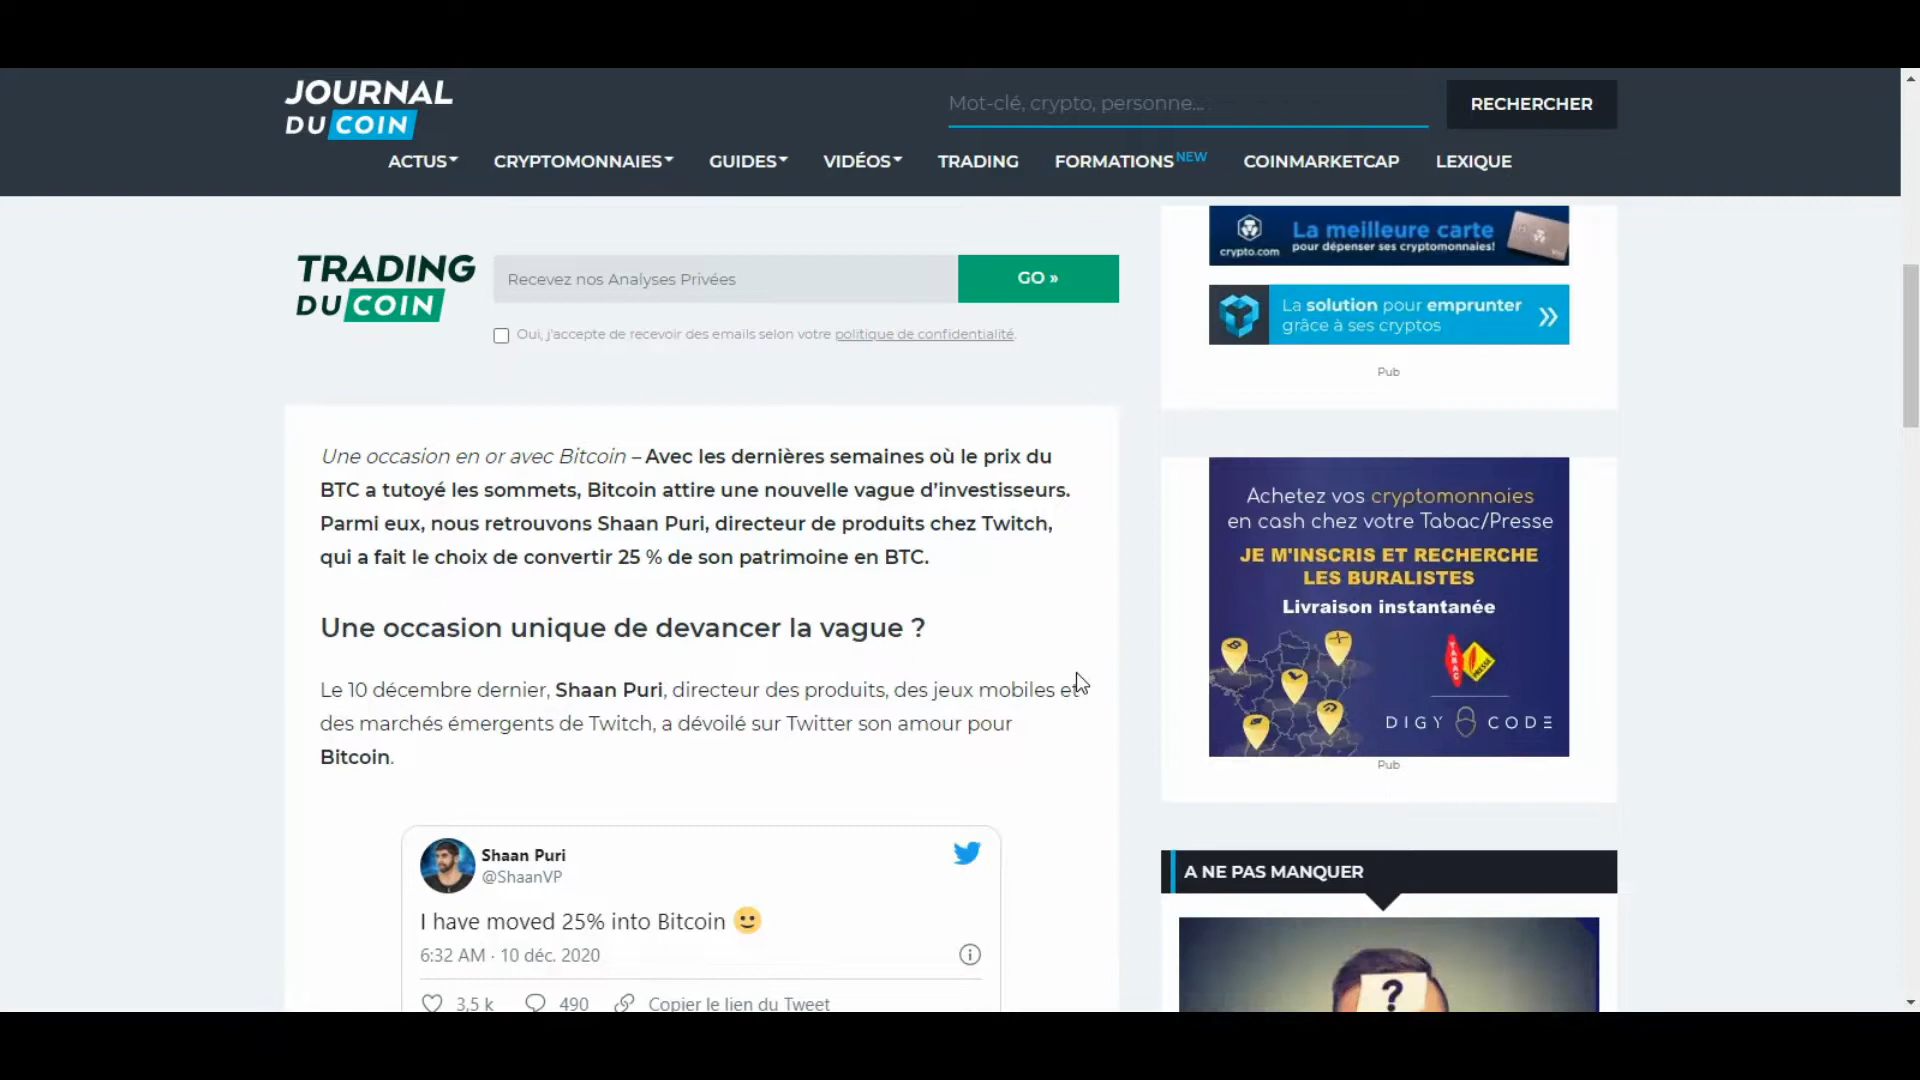 JOURNAL
DU COIN
Mot-clé, crypto, personne...
RECHERCHER
ACTUS CRYPTOMONNAIES GUIDES VIDÉOS TRADING FORMATIONS NEW COINMARKETCAP LEXIQUE
TRADING
DU COIN
Recevez nos Analyses Privées
GO »
Oui, j'accepte de recevoir des emails selon votre politique de confidentialité.
Une occasion en or avec Bitcoin – Avec les dernières semaines où le prix du
BTC a tutoyé les sommets, Bitcoin attire une nouvelle vague d'investisseurs.
Parmi eux, nous retrouvons Shaan Puri, directeur de produits chez Twitch,
qui a fait le choix de convertir 25 % de son patrimoine en BTC.
Une occasion unique de devancer la vague ?
Le 10 décembre dernier, Shaan Puri, directeur des produits, des jeux mobiles et
des marchés émergents de Twitch, a dévoilé sur Twitter son amour pour
Bitcoin.
Shaan Puri
@ShaanVP
I have moved 25% into Bitcoin
6:32 AM · 10 déc. 2020
3,5 k 490 Copier le lien du Tweet
crypto.com
La meilleure carte
pour dépenser ses cryptomonnaies!
La solution pour emprunter
grâce à ses cryptos
Pub
Achetez vos cryptomonnaies
en cash chez votre Tabac/Presse
JE M'INSCRIS ET RECHERCHE
LES BURALISTES
Livraison instantanée
TABAC
PRESSE
DIGY CODE
Pub
A NE PAS MANQUER
?